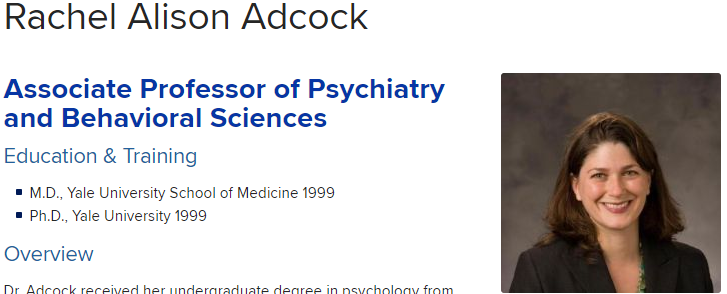 Rachel Alison Adcock
Associate Professor of Psychiatry
and Behavioral Sciences
Education & Training
M.D., Yale University School of Medicine 1999
Ph.D., Yale University 1999
Overview
Dr. Adcock received her undergraduate degree in psychology from